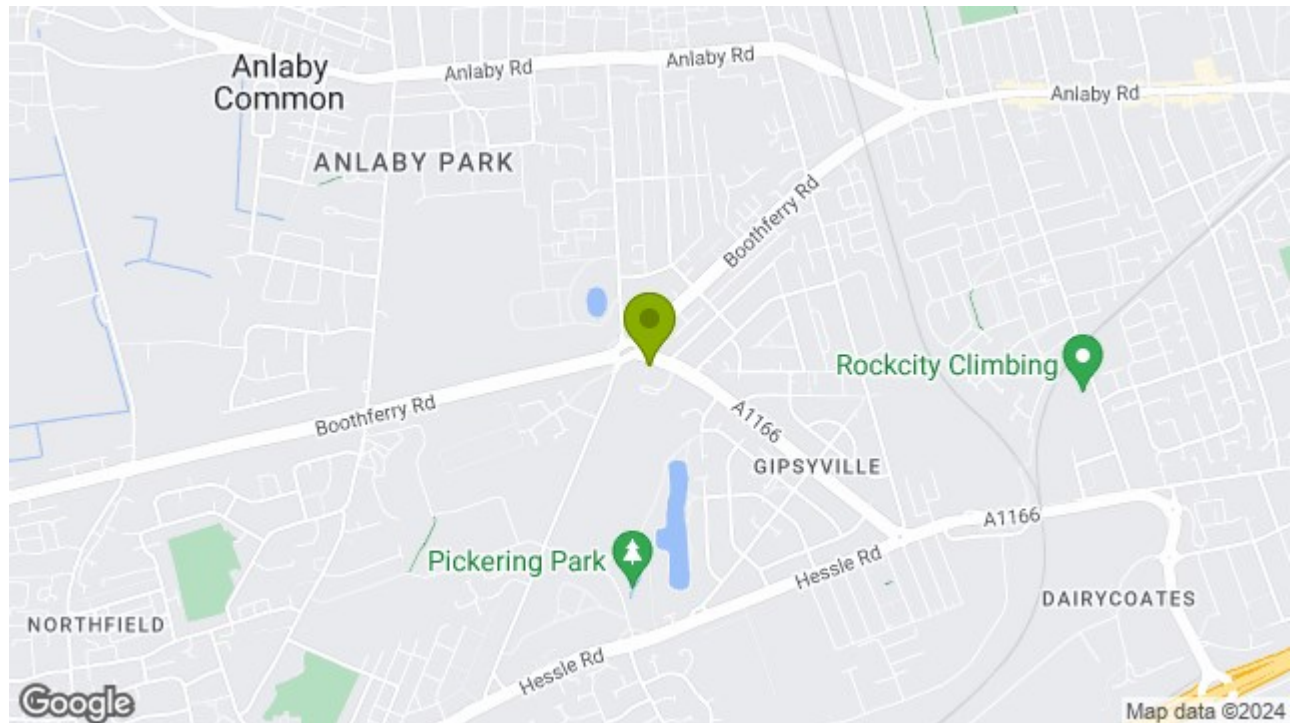 Anlaby Rd
Anlaby Rd
Anlaby
Common
Anlaby Rd
ANLABY PARK
Boothferry Rd
Rockcity Climbing
Boothferry Rd
A1166
GIPSYVILLE
A1166
Pickering Park
Hessle Rd
DAIRYCOATES
NORTHFIELD
Hessle Rd
Google
Map data ©2024